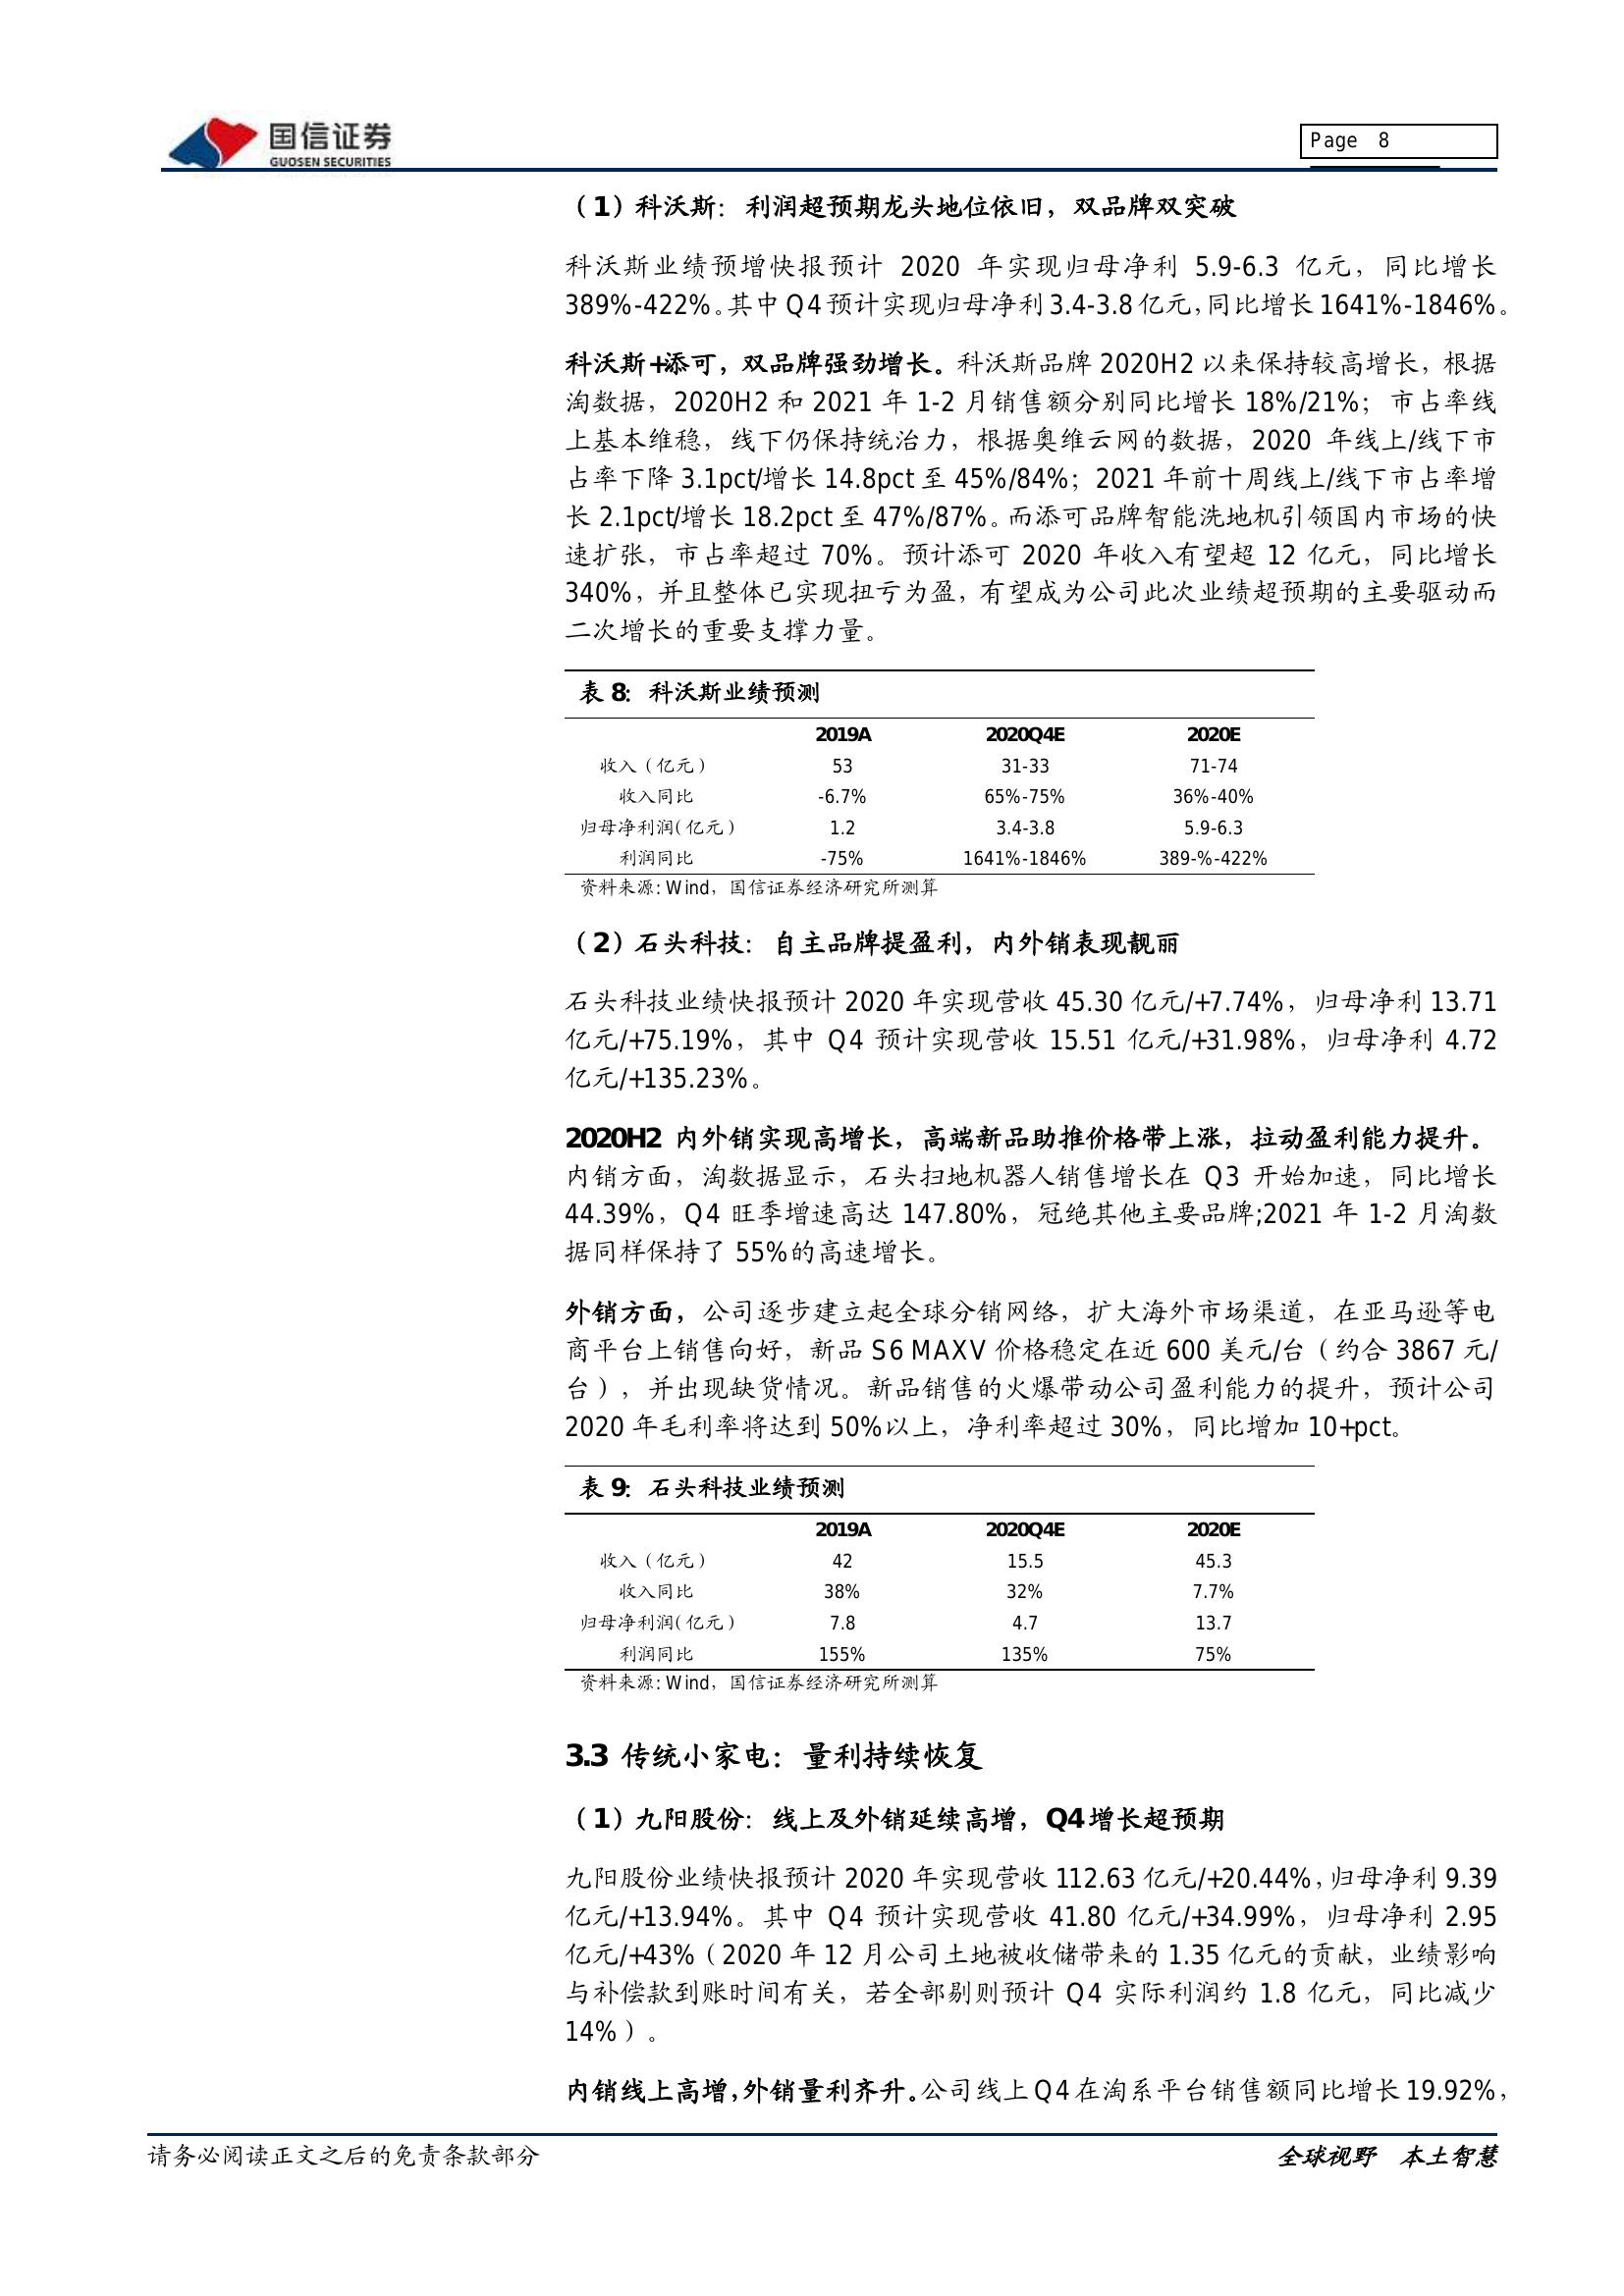 国信证券
GUOSEN SECURITIES
Page 8
（1）科沃斯：利润超预期龙头地位依旧，双品牌双突破
科沃斯业绩预增快报预计 2020 年实现归母净利 5.9-6.3 亿元，同比增长
389%-422%。其中 Q4 预计实现归母净利 3.4-3.8 亿元，同比增长 1641%-1846%。
科沃斯+添可，双品牌强劲增长。科沃斯品牌 2020H2 以来保持较高增长，根据
淘数据，2020H2 和 2021 年 1-2 月销售额分别同比增长 18%/21%；市占率线
上基本维稳，线下仍保持统治力，根据奥维云网的数据，2020 年线上/线下市
占率下降 3.1pct/增长 14.8pct 至 45%/84%；2021 年前十周线上/线下市占率增
长 2.1pct/增长 18.2pct 至 47%/87%。而添可品牌智能洗地机引领国内市场的快
速扩张，市占率超过 70%。预计添可 2020 年收入有望超 12 亿元，同比增长
340%，并且整体已实现扭亏为盈，有望成为公司此次业绩超预期的主要驱动而
二次增长的重要支撑力量。
表 8：科沃斯业绩预测
2019A 2020Q4E 2020E
收入（亿元） 53 31-33 71-74
收入同比 -6.7% 65%-75% 36%-40%
归母净利润(亿元) 1.2 3.4-3.8 5.9-6.3
利润同比 -75% 1641%-1846% 389-%-422%
资料来源: Wind，国信证券经济研究所测算
（2）石头科技：自主品牌提盈利，内外销表现靓丽
石头科技业绩快报预计 2020 年实现营收 45.30 亿元/+7.74%，归母净利 13.71
亿元/+75.19%，其中 Q4 预计实现营收 15.51 亿元/+31.98%，归母净利 4.72
亿元/+135.23%。
2020H2 内外销实现高增长，高端新品助推价格带上涨，拉动盈利能力提升。
内销方面，淘数据显示，石头扫地机器人销售增长在 Q3 开始加速，同比增长
44.39%，Q4 旺季增速高达 147.80%，冠绝其他主要品牌;2021 年 1-2 月淘数
据同样保持了 55%的高速增长。
外销方面，公司逐步建立起全球分销网络，扩大海外市场渠道，在亚马逊等电
商平台上销售向好，新品 S6 MAXV 价格稳定在近 600 美元/台（约合 3867 元/
台），并出现缺货情况。新品销售的火爆带动公司盈利能力的提升，预计公司
2020 年毛利率将达到 50%以上，净利率超过 30%，同比增加 10+pct。
表 9：石头科技业绩预测
2019A 2020Q4E 2020E
收入（亿元） 42 15.5 45.3
收入同比 38% 32% 7.7%
归母净利润(亿元) 7.8 4.7 13.7
利润同比 155% 135% 75%
资料来源: Wind，国信证券经济研究所测算
3.3 传统小家电：量利持续恢复
（1）九阳股份：线上及外销延续高增，Q4 增长超预期
九阳股份业绩快报预计 2020 年实现营收 112.63 亿元/+20.44%，归母净利 9.39
亿元/+13.94%。其中 Q4 预计实现营收 41.80 亿元/+34.99%，归母净利 2.95
亿元/+43%（2020 年 12 月公司土地被收储带来的 1.35 亿元的贡献，业绩影响
与补偿款到账时间有关，若全部剔则预计 Q4 实际利润约 1.8 亿元，同比减少
14%）。
内销线上高增，外销量利齐升。公司线上 Q4 在淘系平台销售额同比增长 19.92%，
请务必阅读正文之后的免责条款部分
全球视野 本土智慧